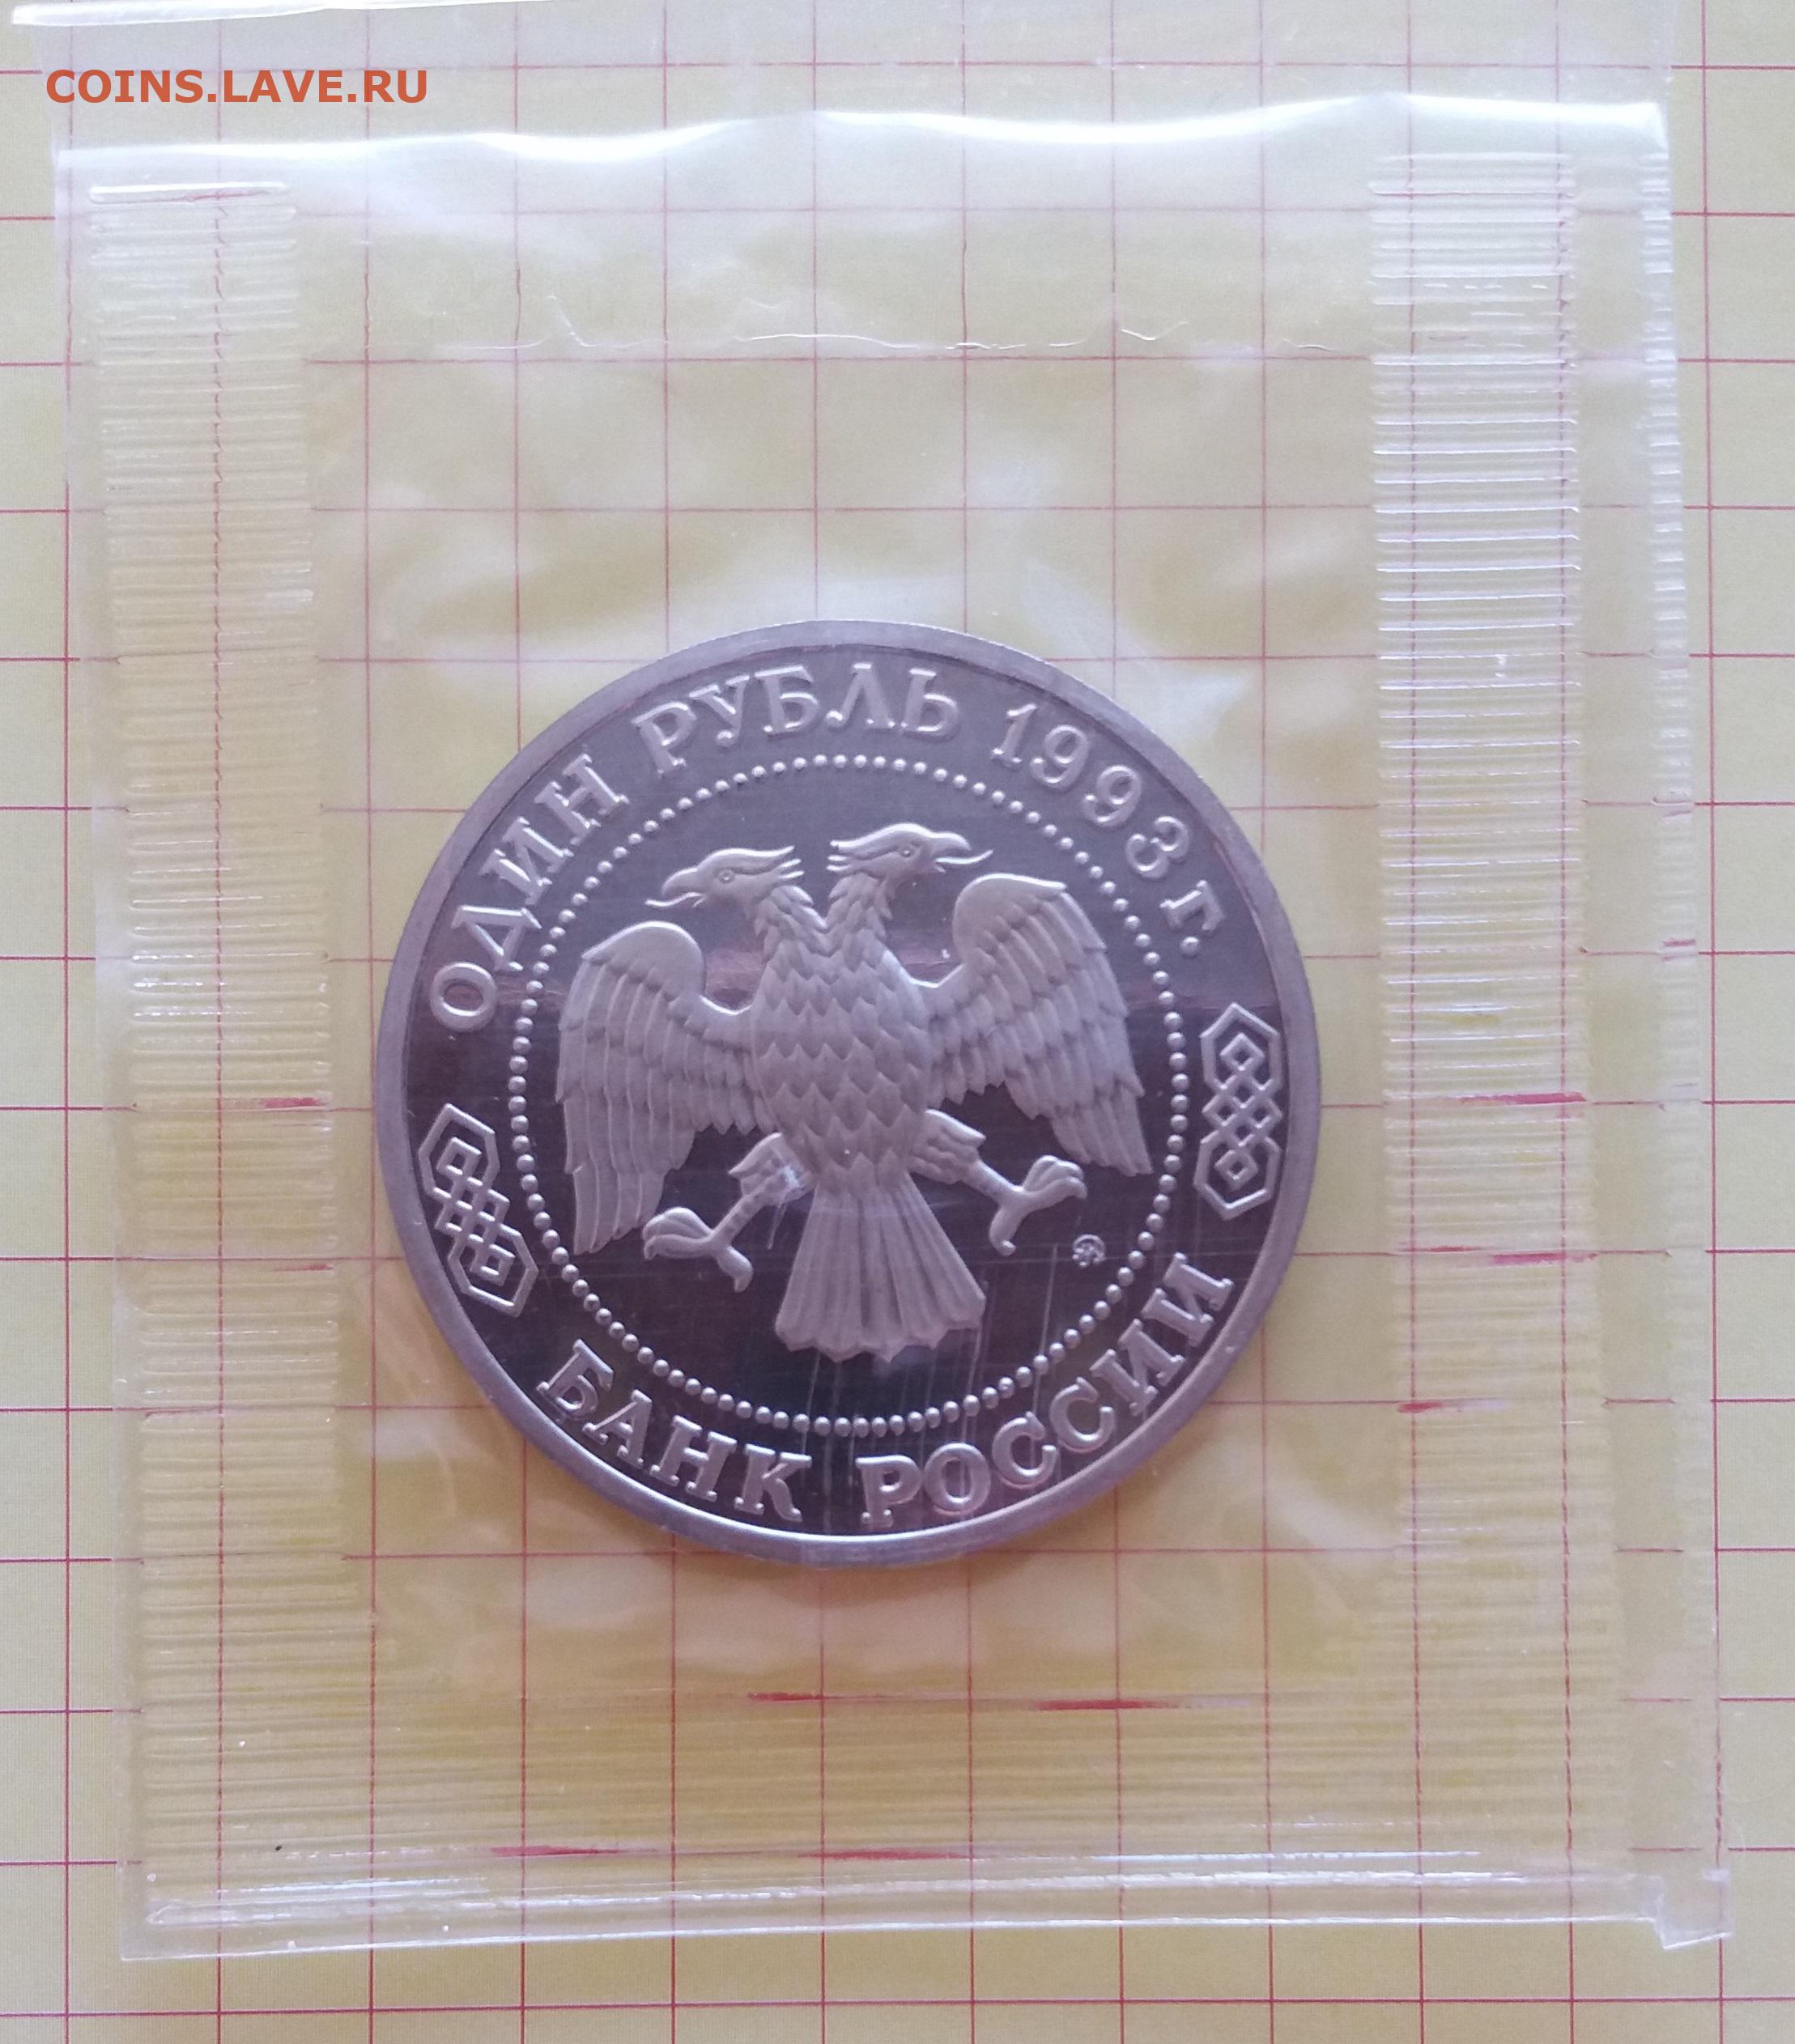 COINS.LAVE.RU
ОДИН РУБЛЬ 1993 г.
БАНК РОССИИ